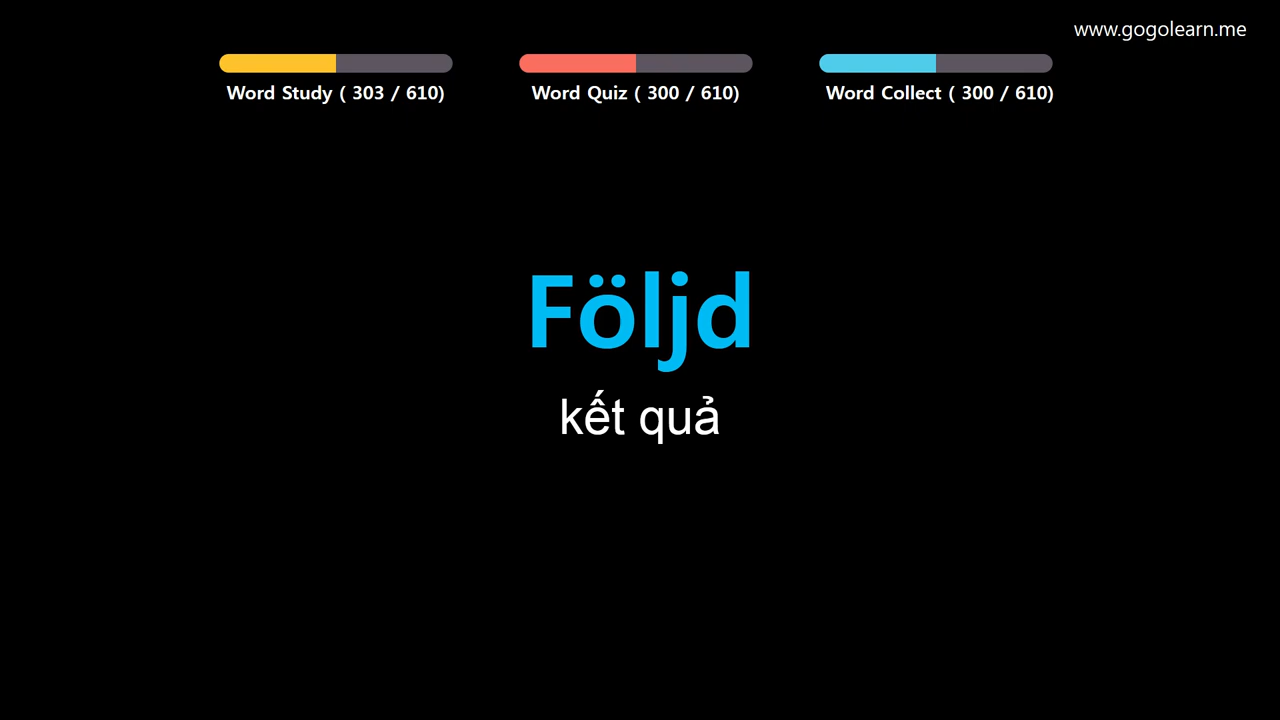 www.gogolearn.me
Word Study ( 303 / 610)
Word Quiz ( 300 / 610)
Word Collect ( 300 / 610)
Följd
kết quả